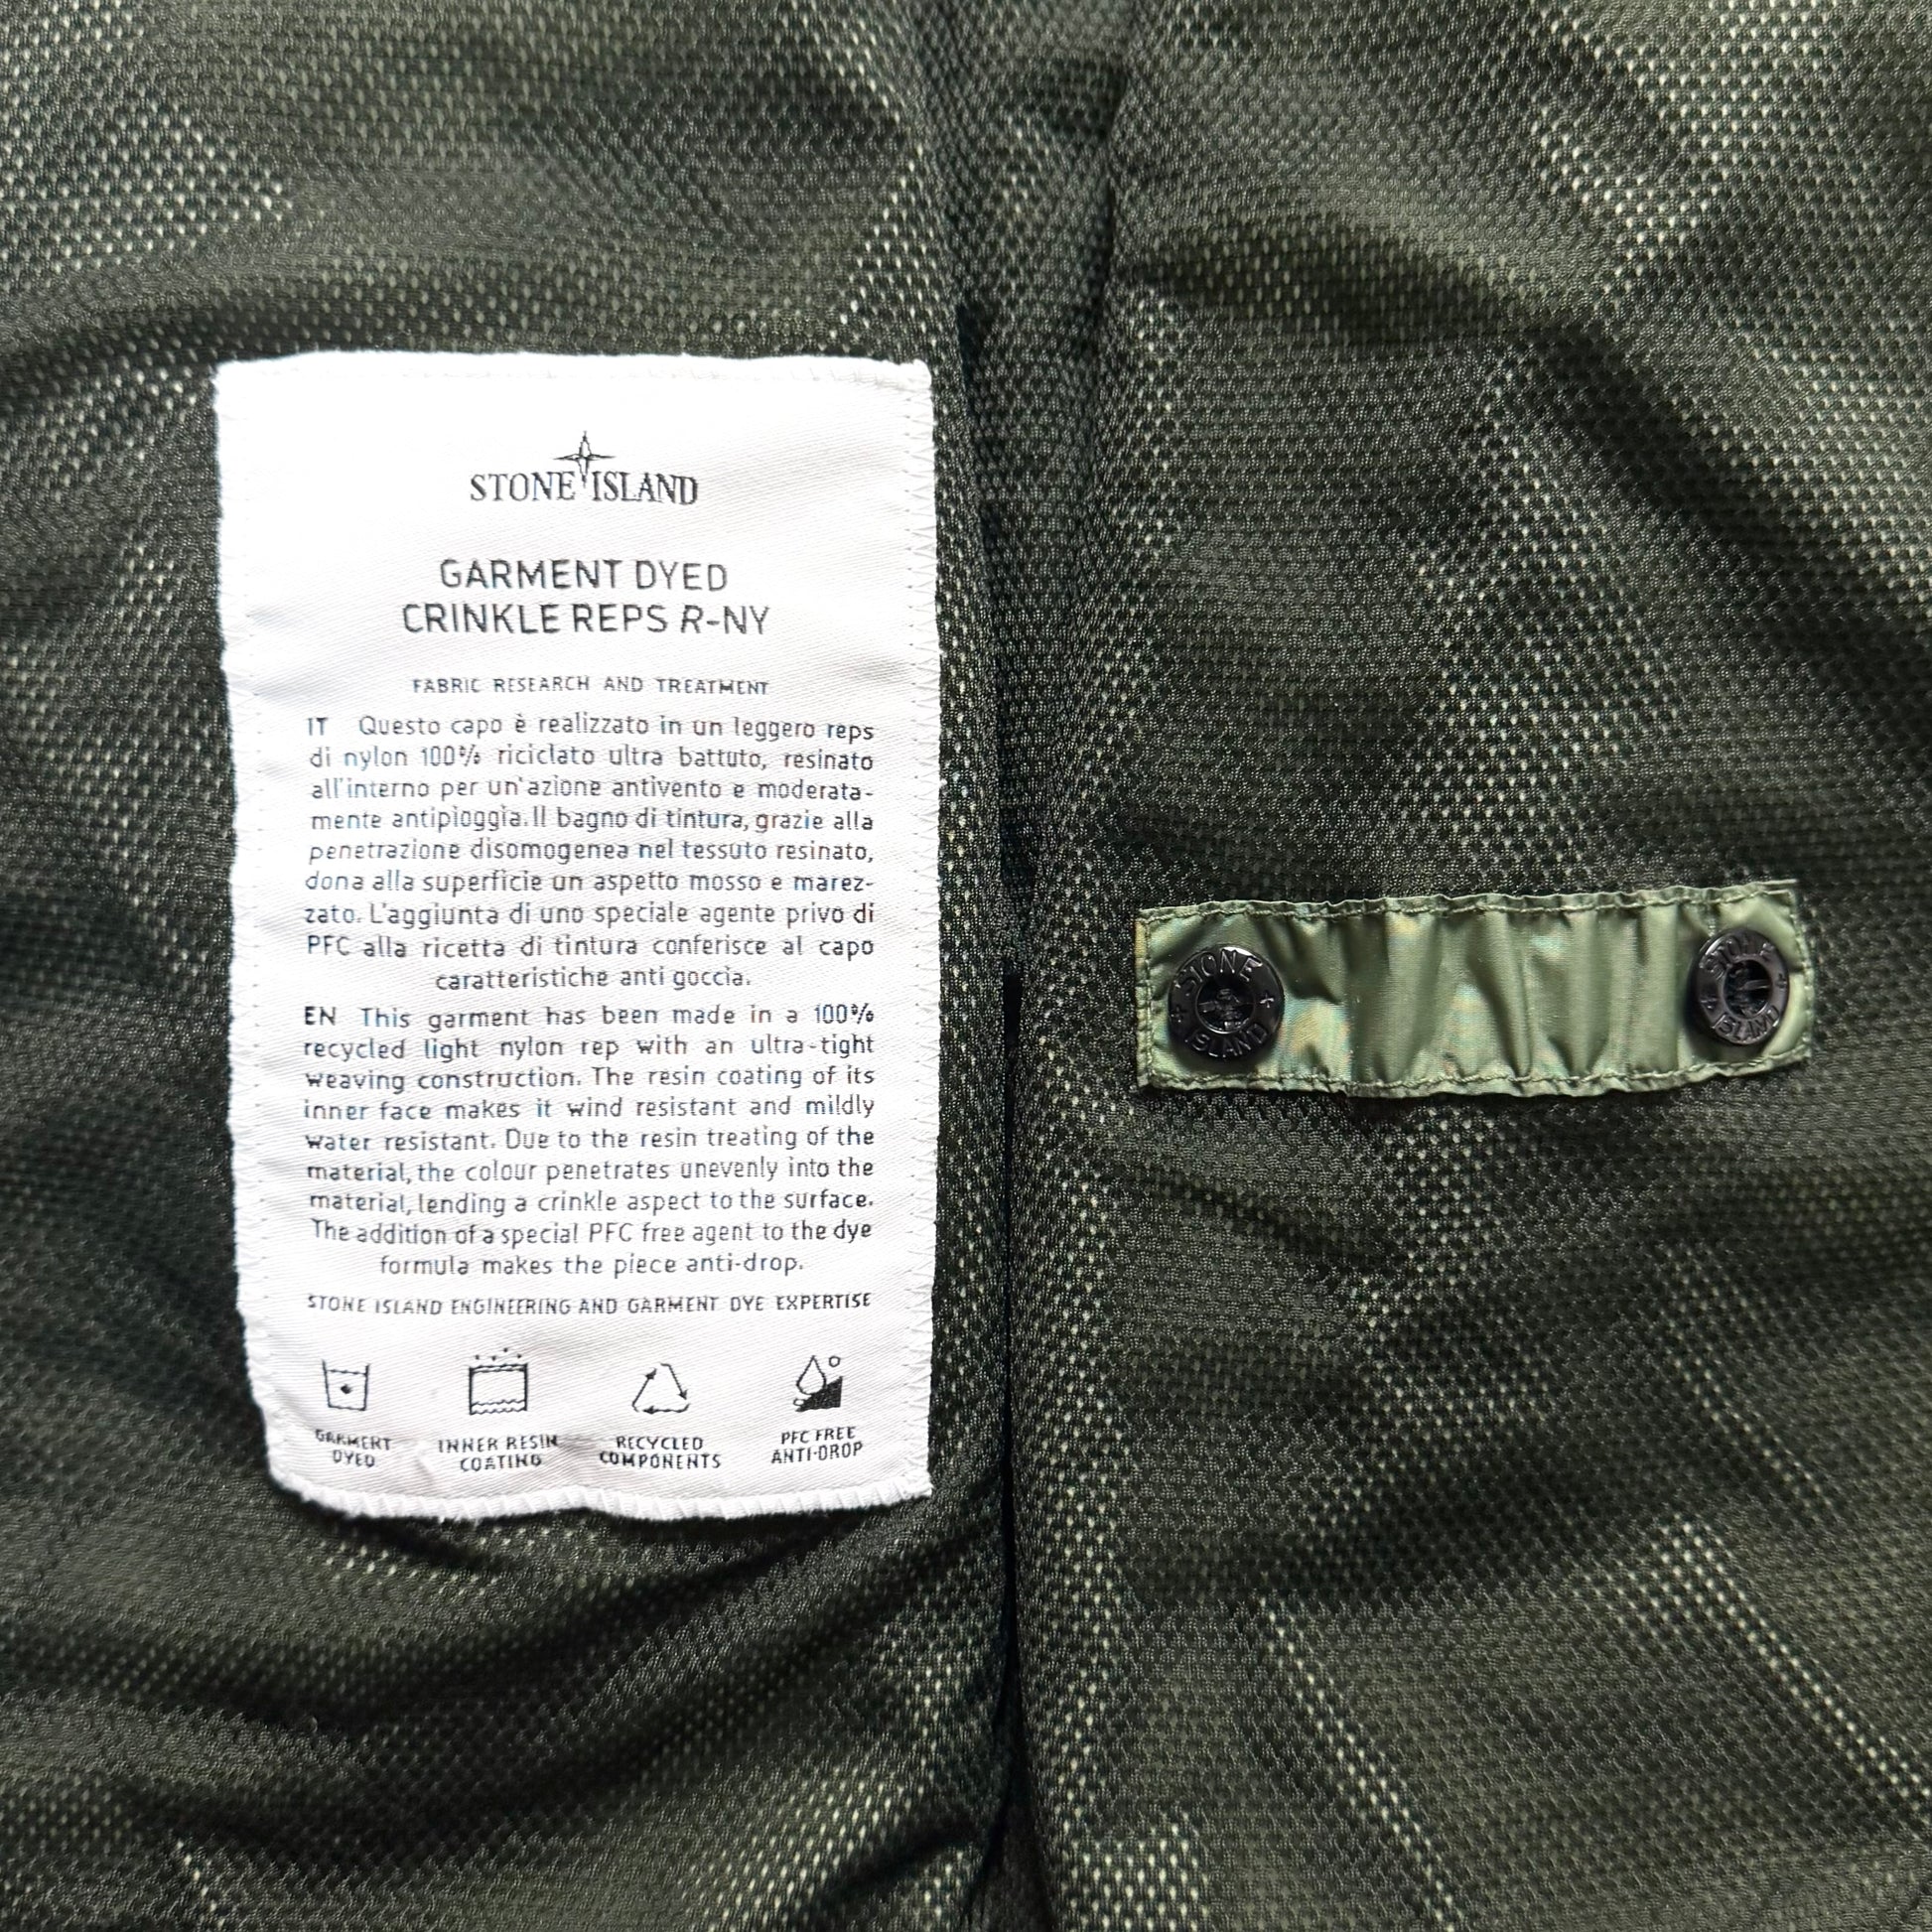 STONE ISLAND
GARMENT DYED
CRINKLE REPS R-NY
FABRIC RESEARCH AND TREATMENT
IT Questo capo è realizzato in un leggero reps
di nylon 100% riciclato ultra battuto, resinato
all'interno per un'azione antivento e moderata-
mente antipioggia. Il bagno di tintura, grazie alla
penetrazione disomogenea nel tessuto resinato,
dona alla superficie un aspetto mosso e marez-
zato. L'aggiunta di uno speciale agente privo di
PFC alla ricetta di tintura conferisce al capo
caratteristiche anti goccia.
EN This garment has been made in a 100%
recycled light nylon rep with an ultra-tight
weaving construction. The resin coating of its
inner face makes it wind resistant and mildly
water resistant. Due to the resin treating of the
material, the colour penetrates unevenly into the
material, lending a crinkle aspect to the surface.
The addition of a special PFC free agent to the dye
formula makes the piece anti-drop.
STONE ISLAND ENGINEERING AND GARMENT DYE EXPERTISE
GARMENT
DYED
INNER RESIN
COATING
RECYCLED
COMPONENTS
PFC FREE
ANTI-DROP
STONE
ISLAND
STONE
ISLAND